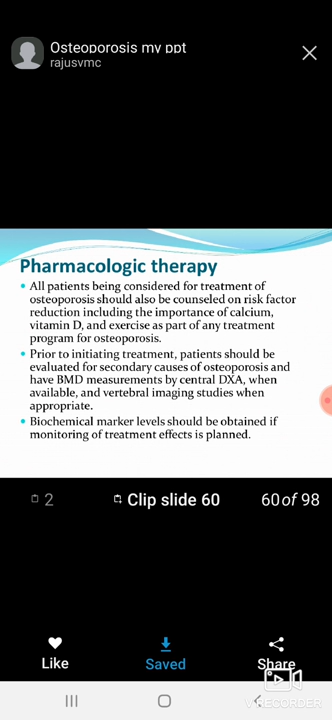 Osteoporosis my ppt
rajusvmc
Pharmacologic therapy
All patients being considered for treatment of
osteoporosis should also be counseled on risk factor
reduction including the importance of calcium,
vitamin D, and exercise as part of any treatment
program for osteoporosis.
Prior to initiating treatment, patients should be
evaluated for secondary causes of osteoporosis and
have BMD measurements by central DXA, when
available, and vertebral imaging studies when
appropriate.
Biochemical marker levels should be obtained if
monitoring of treatment effects is planned.
2
Clip slide 60
60 of 98
Like
Saved
Share
V RECORDER